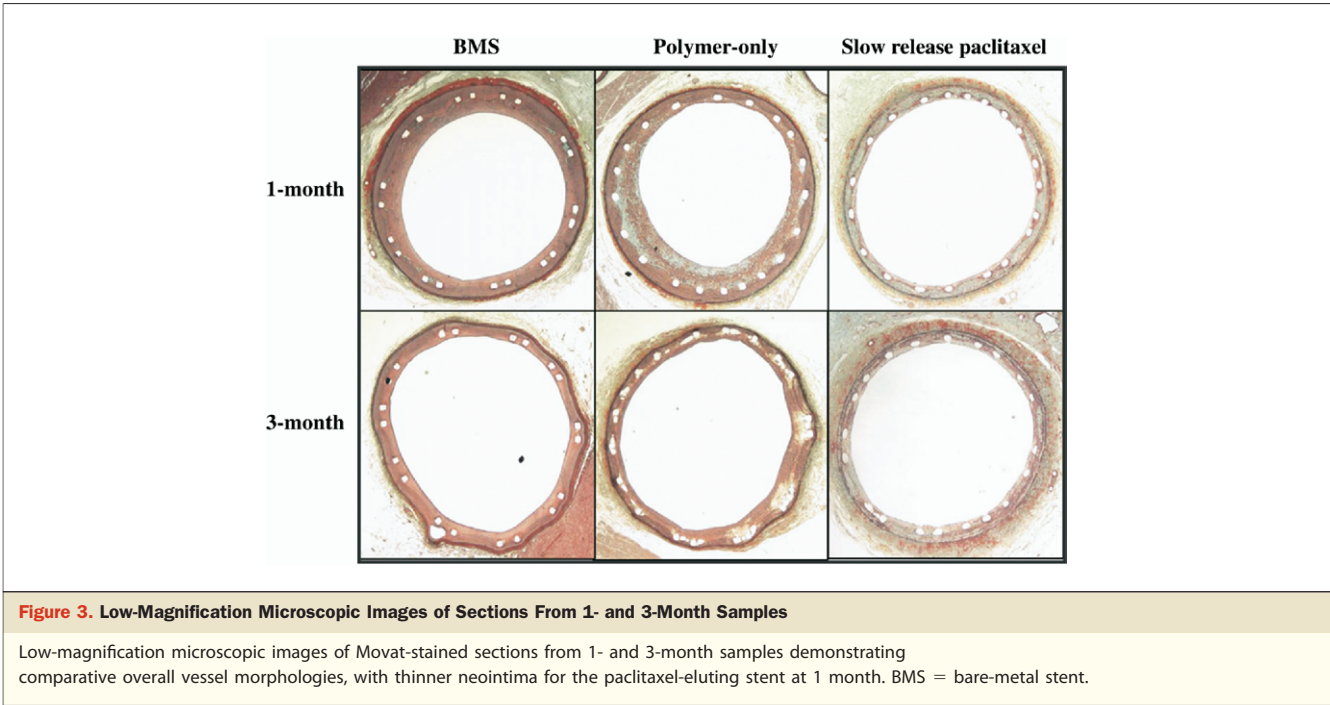 BMS Polymer-only Slow release paclitaxel
1-month
3-month
Figure 3. Low-Magnification Microscopic Images of Sections From 1- and 3-Month Samples
Low-magnification microscopic images of Movat-stained sections from 1- and 3-month samples demonstrating
comparative overall vessel morphologies, with thinner neointima for the paclitaxel-eluting stent at 1 month. BMS = bare-metal stent.